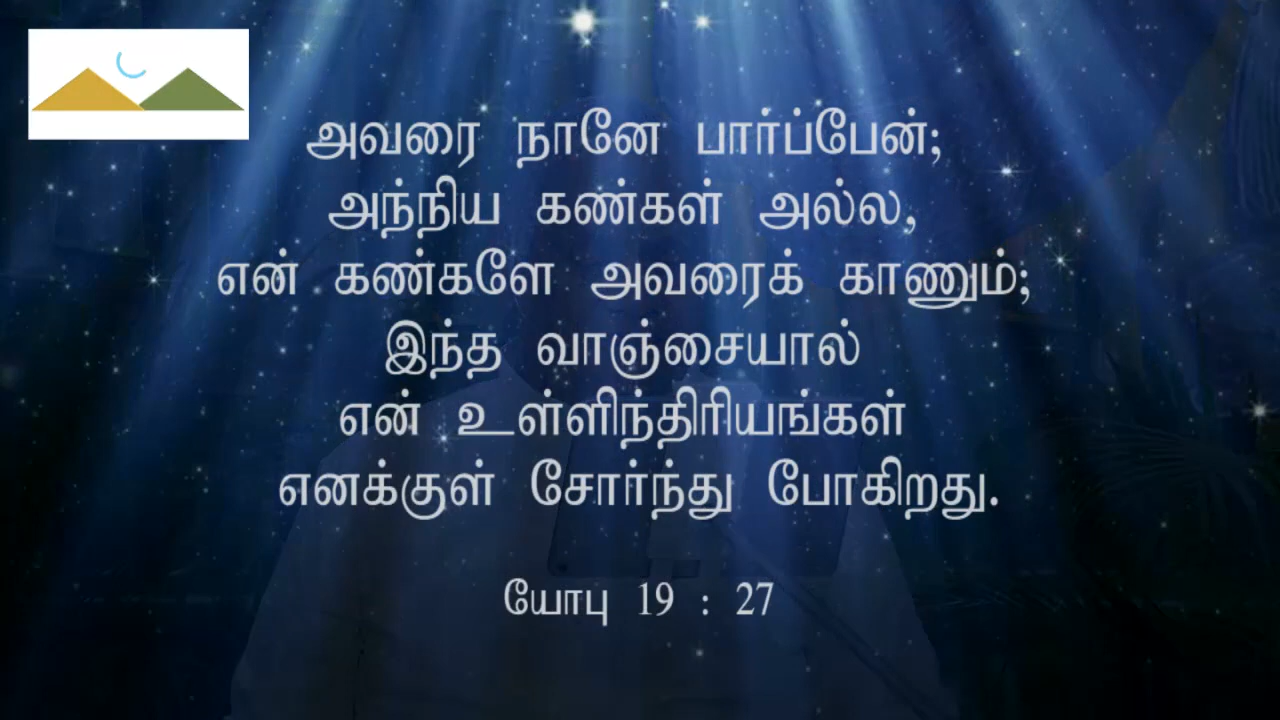 அவரை நானே பார்ப்பேன்;
அந்நிய கண்கள் அல்ல,
என் கண்களே அவரைக் காணும்;
இந்த வாஞ்சையால்
என் உள்ளிந்திரியங்கள்
எனக்குள் சோர்ந்து போகிறது.
யோபு 19 : 27